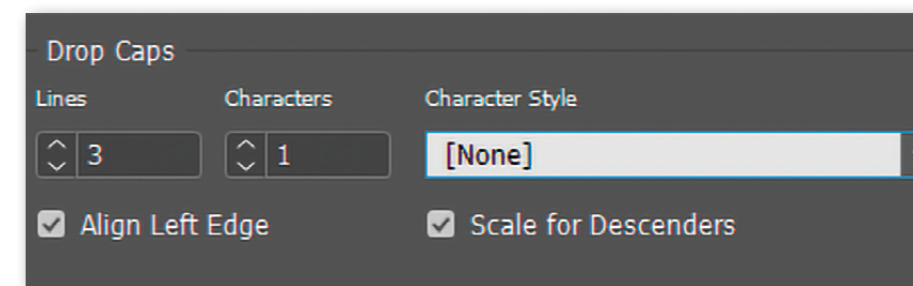 Drop Caps
Lines Characters Character Style
3 1 [None]
Align Left Edge Scale for Descenders